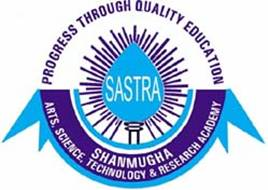 PROGRESS THROUGH QUALITY EDUCATION
SASTRA
SHANMUGHA
ARTS, SCIENCE, TECHNOLOGY & RESEARCH ACADEMY